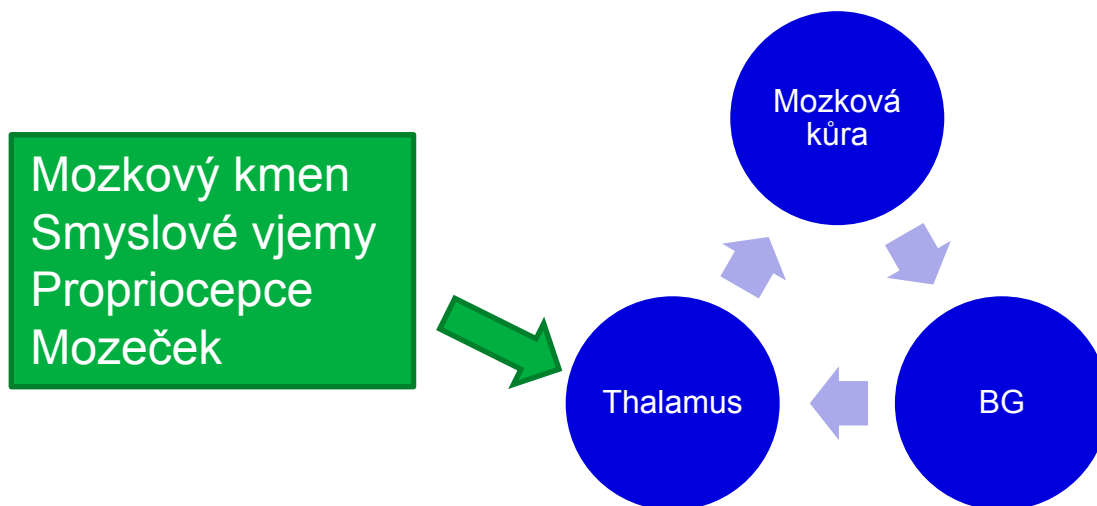 Mozkový kmen
Smyslové vjemy
Propriocepce
Mozeček
Mozková
kůra
Thalamus
BG